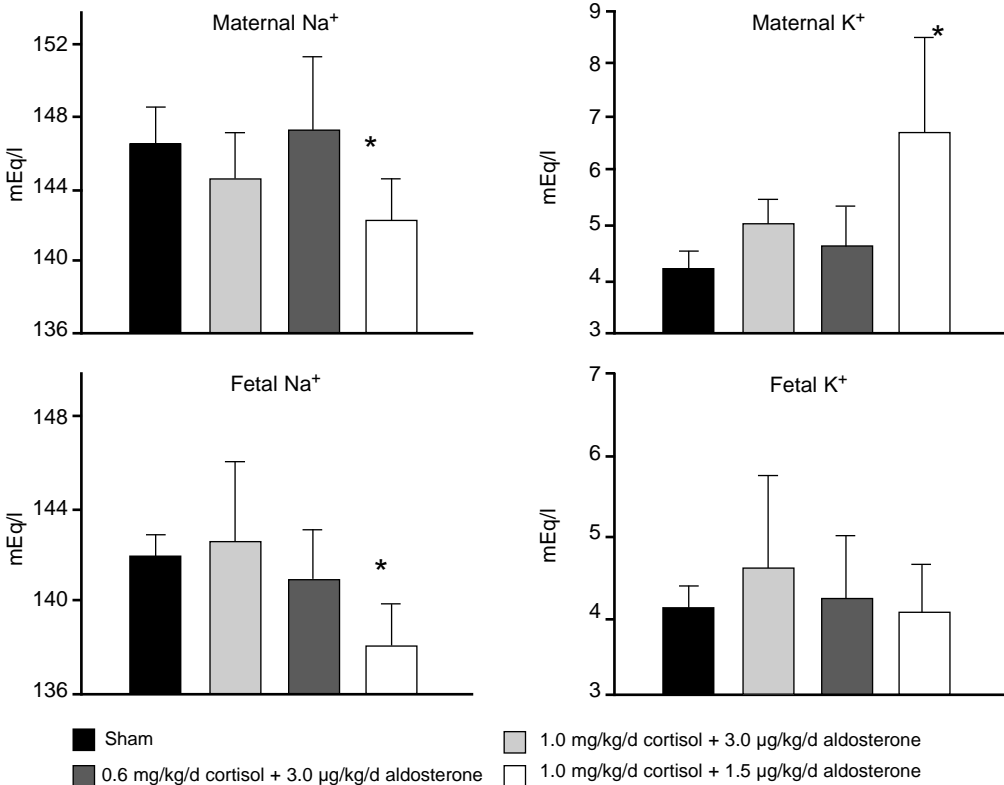 Maternal Na⁺
mEq/l
152
148
144
140
136
*
Maternal K⁺
mEq/l
9
8
7
6
5
4
3
*
Fetal Na⁺
mEq/l
148
144
140
136
*
Fetal K⁺
mEq/l
7
6
5
4
3
Sham
1.0 mg/kg/d cortisol + 3.0 µg/kg/d aldosterone
0.6 mg/kg/d cortisol + 3.0 µg/kg/d aldosterone
1.0 mg/kg/d cortisol + 1.5 µg/kg/d aldosterone